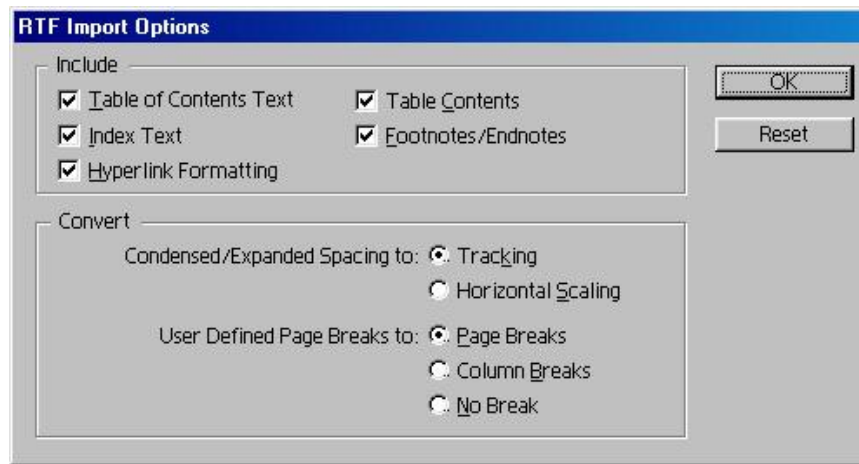 RTF Import Options
Include
Table of Contents Text Table Contents
Index Text Footnotes/Endnotes
Hyperlink Formatting
OK
Reset
Convert
Condensed/Expanded Spacing to: Tracking
Horizontal Scaling
User Defined Page Breaks to: Page Breaks
Column Breaks
No Break